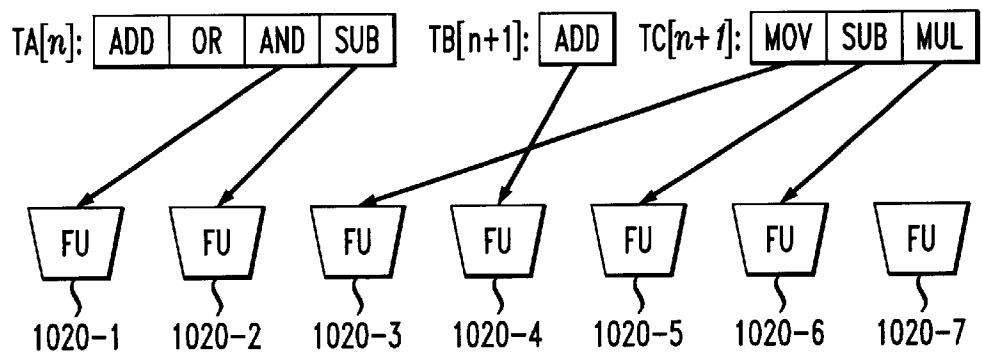 TA[n]: ADD OR AND SUB TB[n+1]: ADD TC[n+1]: MOV SUB MUL
FU FU FU FU FU FU FU
1020-1 1020-2 1020-3 1020-4 1020-5 1020-6 1020-7